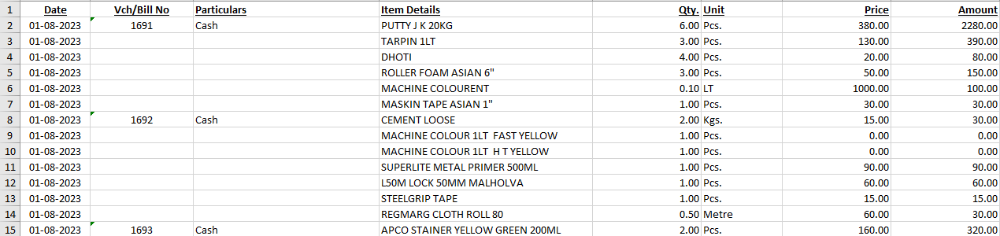 1 Date Vch/Bill No Particulars Item Details Qty. Unit Price Amount
2 01-08-2023 1691 Cash PUTTY J K 20KG 6.00 Pcs. 380.00 2280.00
3 01-08-2023 TARPIN 1LT 3.00 Pcs. 130.00 390.00
4 01-08-2023 DHOTI 4.00 Pcs. 20.00 80.00
5 01-08-2023 ROLLER FOAM ASIAN 6" 3.00 Pcs. 50.00 150.00
6 01-08-2023 MACHINE COLOURENT 0.10 LT 1000.00 100.00
7 01-08-2023 MASKIN TAPE ASIAN 1" 1.00 Pcs. 30.00 30.00
8 01-08-2023 1692 Cash CEMENT LOOSE 2.00 Kgs. 15.00 30.00
9 01-08-2023 MACHINE COLOUR 1LT  FAST YELLOW 1.00 Pcs. 0.00 0.00
10 01-08-2023 MACHINE COLOUR 1LT  H T YELLOW 1.00 Pcs. 0.00 0.00
11 01-08-2023 SUPERLITE METAL PRIMER 500ML 1.00 Pcs. 90.00 90.00
12 01-08-2023 L50M LOCK 50MM MALHOLVA 1.00 Pcs. 60.00 60.00
13 01-08-2023 STEELGRIP TAPE 1.00 Pcs. 15.00 15.00
14 01-08-2023 REGMARG CLOTH ROLL 80 0.50 Metre 60.00 30.00
15 01-08-2023 1693 Cash APCO STAINER YELLOW GREEN 200ML 2.00 Pcs. 160.00 320.00